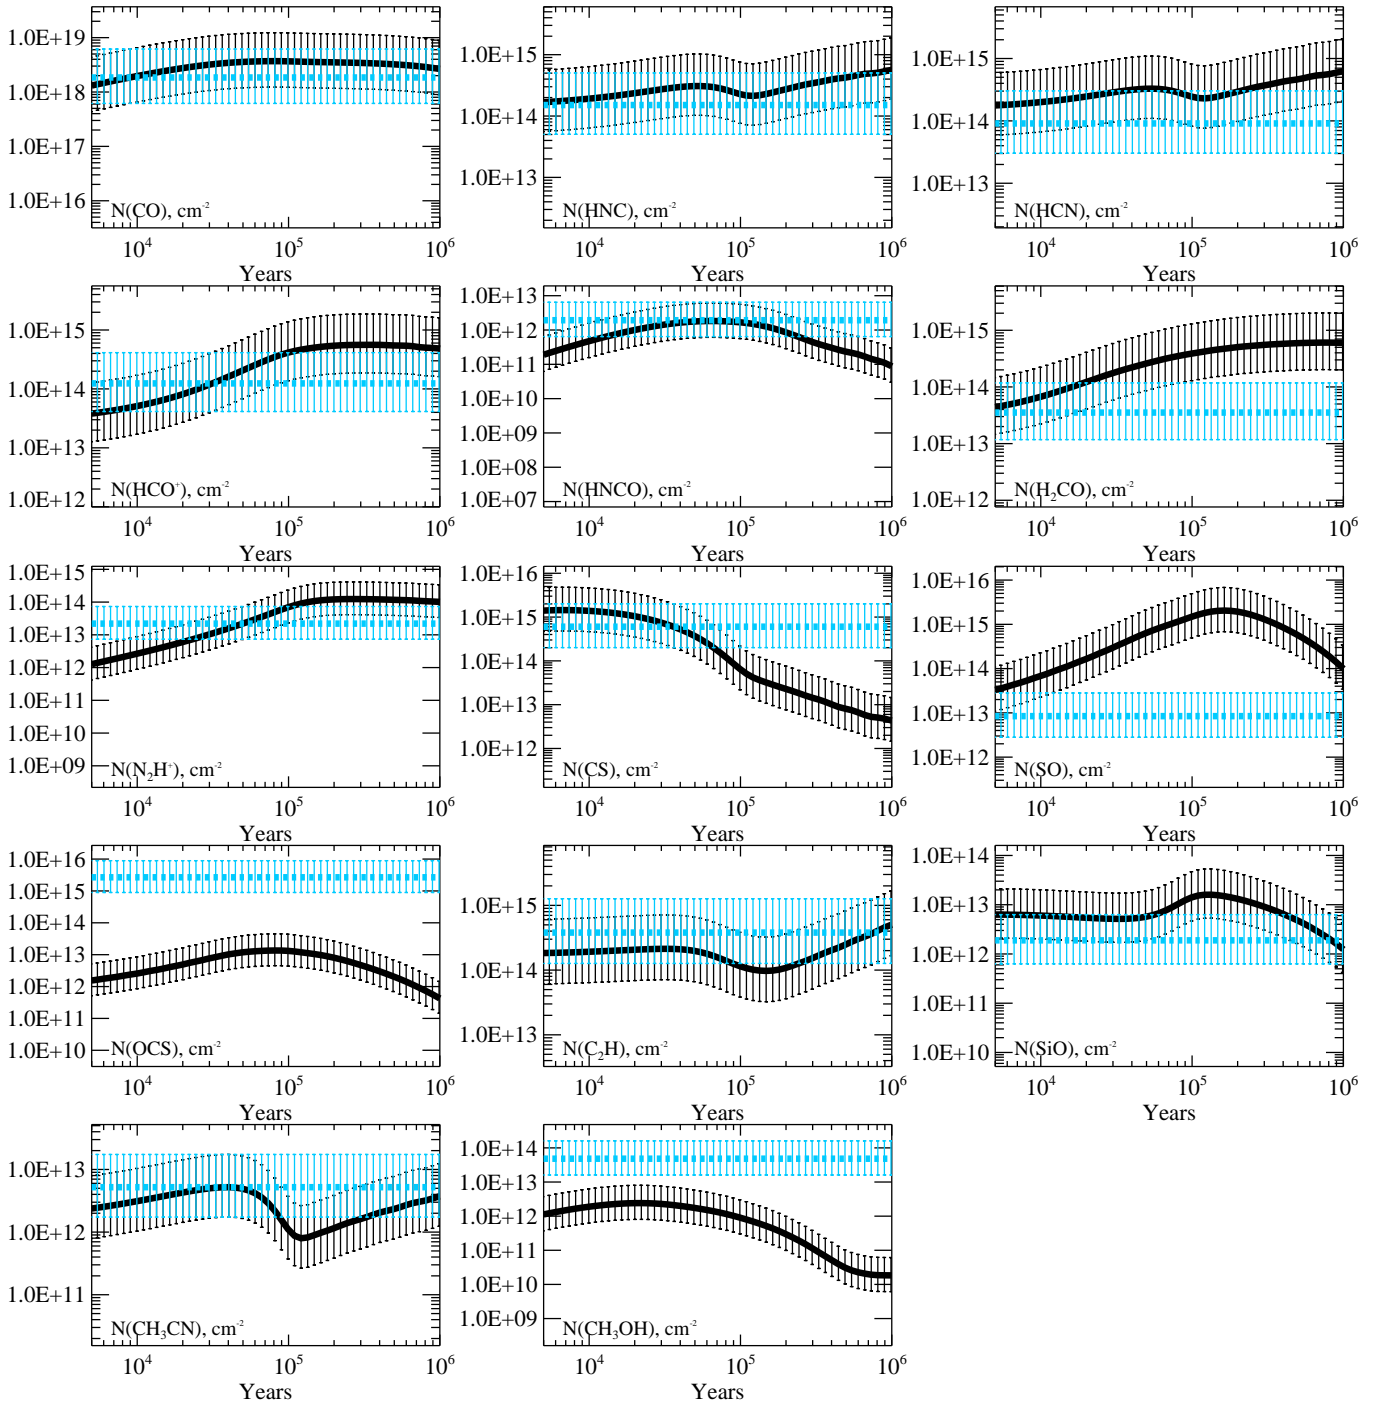 1.0E+19
1.0E+18
1.0E+17
1.0E+16
N(CO), cm⁻²
10⁴ 10⁵ 10⁶
Years
1.0E+15
1.0E+14
1.0E+13
N(HNC), cm⁻²
10⁴ 10⁵ 10⁶
Years
1.0E+15
1.0E+14
1.0E+13
N(HCN), cm⁻²
10⁴ 10⁵ 10⁶
Years
1.0E+15
1.0E+14
1.0E+13
1.0E+12
N(HCO⁺), cm⁻²
10⁴ 10⁵ 10⁶
Years
1.0E+13
1.0E+12
1.0E+11
1.0E+10
1.0E+09
1.0E+08
1.0E+07
N(HNCO), cm⁻²
10⁴ 10⁵ 10⁶
Years
1.0E+15
1.0E+14
1.0E+13
1.0E+12
N(H₂CO), cm⁻²
10⁴ 10⁵ 10⁶
Years
1.0E+15
1.0E+14
1.0E+13
1.0E+12
1.0E+11
1.0E+10
1.0E+09
N(N₂H⁺), cm⁻²
10⁴ 10⁵ 10⁶
Years
1.0E+16
1.0E+15
1.0E+14
1.0E+13
1.0E+12
N(CS), cm⁻²
10⁴ 10⁵ 10⁶
Years
1.0E+16
1.0E+15
1.0E+14
1.0E+13
1.0E+12
N(SO), cm⁻²
10⁴ 10⁵ 10⁶
Years
1.0E+16
1.0E+15
1.0E+14
1.0E+13
1.0E+12
1.0E+11
1.0E+10
N(OCS), cm⁻²
10⁴ 10⁵ 10⁶
Years
1.0E+15
1.0E+14
1.0E+13
N(C₂H), cm⁻²
10⁴ 10⁵ 10⁶
Years
1.0E+14
1.0E+13
1.0E+12
1.0E+11
1.0E+10
N(SiO), cm⁻²
10⁴ 10⁵ 10⁶
Years
1.0E+13
1.0E+12
1.0E+11
N(CH₃CN), cm⁻²
10⁴ 10⁵ 10⁶
Years
1.0E+14
1.0E+13
1.0E+12
1.0E+11
1.0E+10
1.0E+09
N(CH₃OH), cm⁻²
10⁴ 10⁵ 10⁶
Years